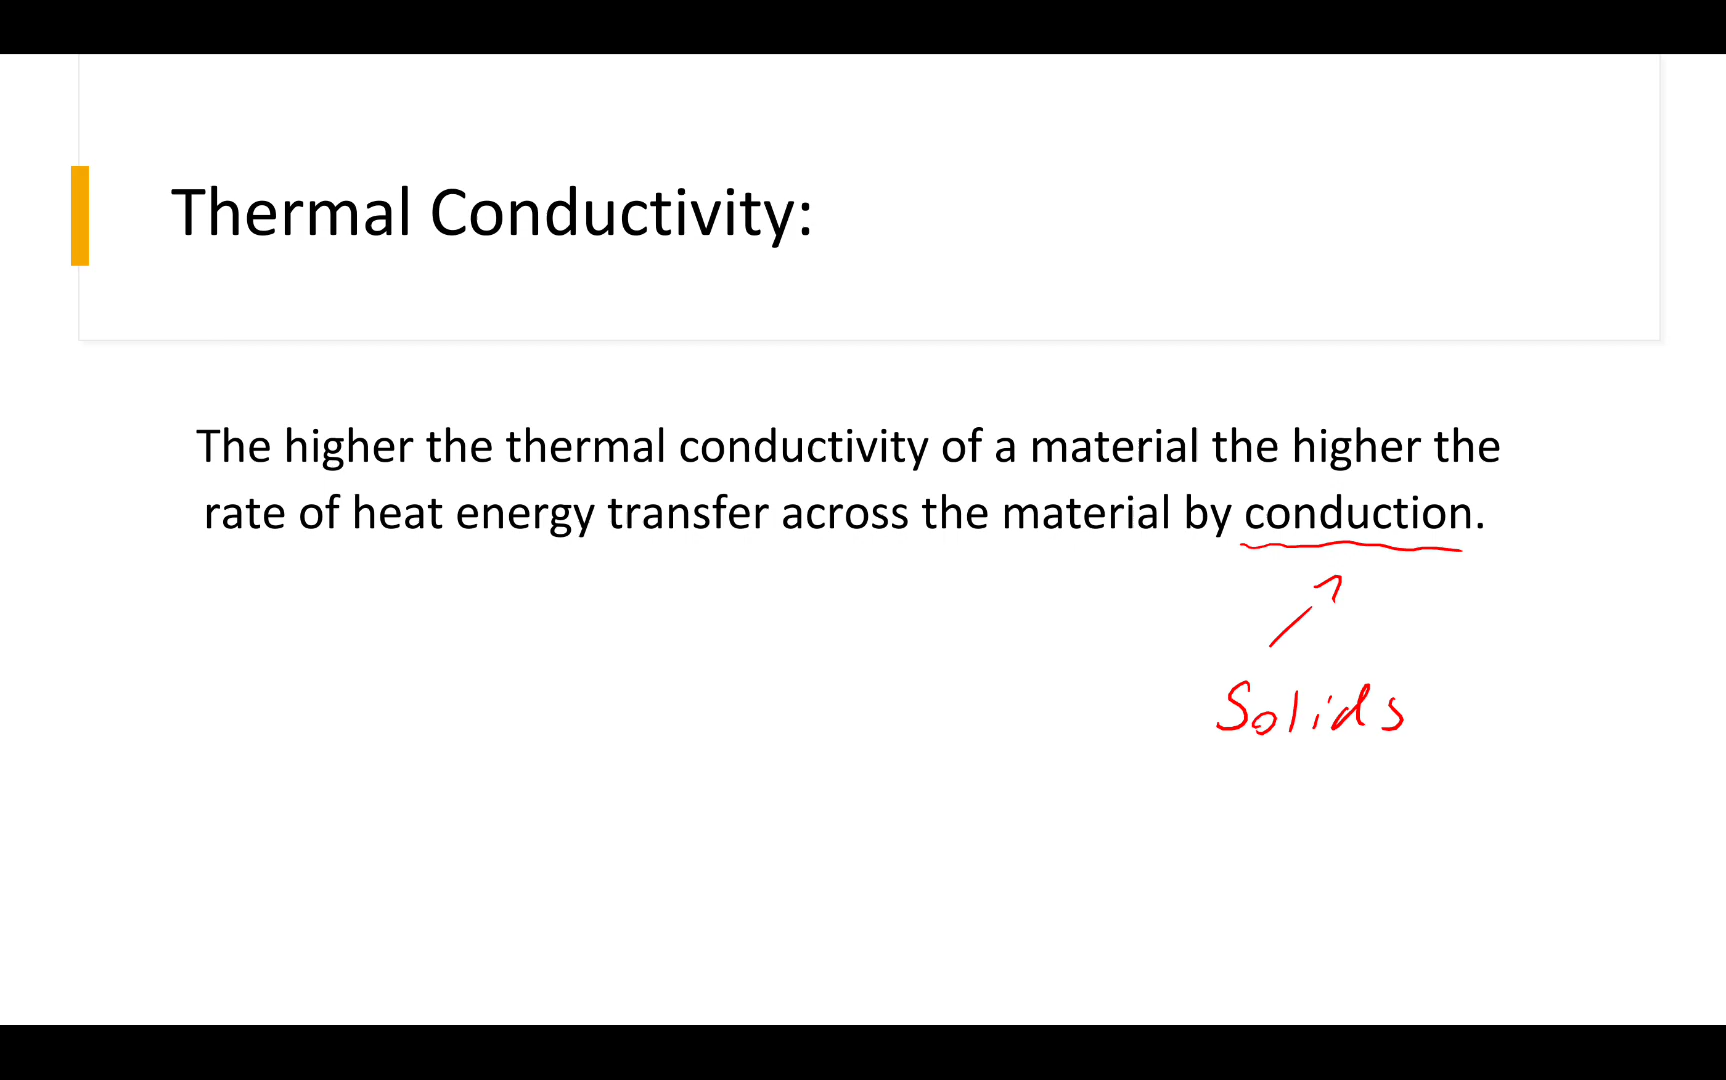 Thermal Conductivity:
The higher the thermal conductivity of a material the higher the
rate of heat energy transfer across the material by conduction.
Solids